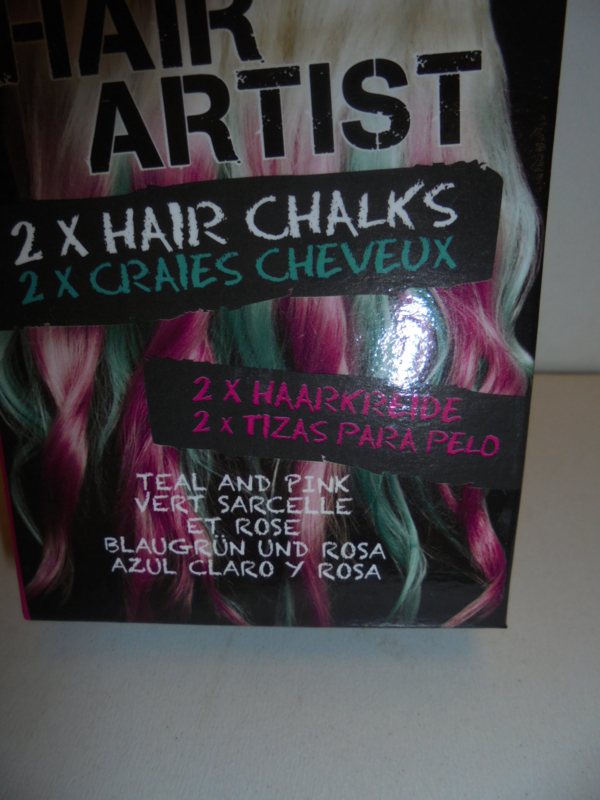 HAIR
ARTIST
2 X HAIR CHALKS
2 X CRAIES CHEVEUX
2 X HAARKREIDE
2 X TIZAS PARA PELO
TEAL AND PINK
VERT SARCELLE
ET ROSE
BLAUGRÜN UND ROSA
AZUL CLARO Y ROSA